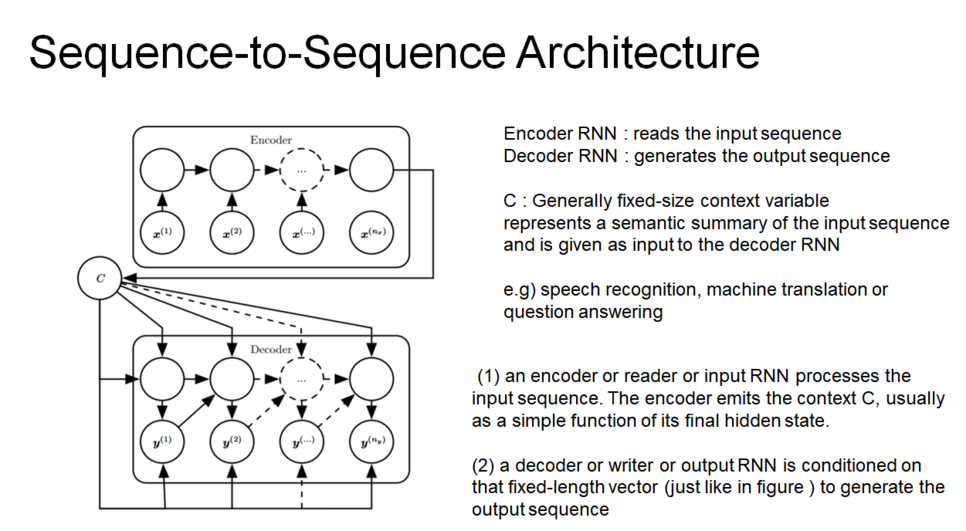 Sequence-to-Sequence Architecture
Encoder
...
x^(1) x^(2) x^(...) x^(n_x)
C
Decoder
...
y^(1) y^(2) y^(...) y^(n_y)
Encoder RNN : reads the input sequence
Decoder RNN : generates the output sequence
C : Generally fixed-size context variable
represents a semantic summary of the input sequence
and is given as input to the decoder RNN
e.g) speech recognition, machine translation or
question answering
(1) an encoder or reader or input RNN processes the
input sequence. The encoder emits the context C, usually
as a simple function of its final hidden state.
(2) a decoder or writer or output RNN is conditioned on
that fixed-length vector (just like in figure ) to generate the
output sequence